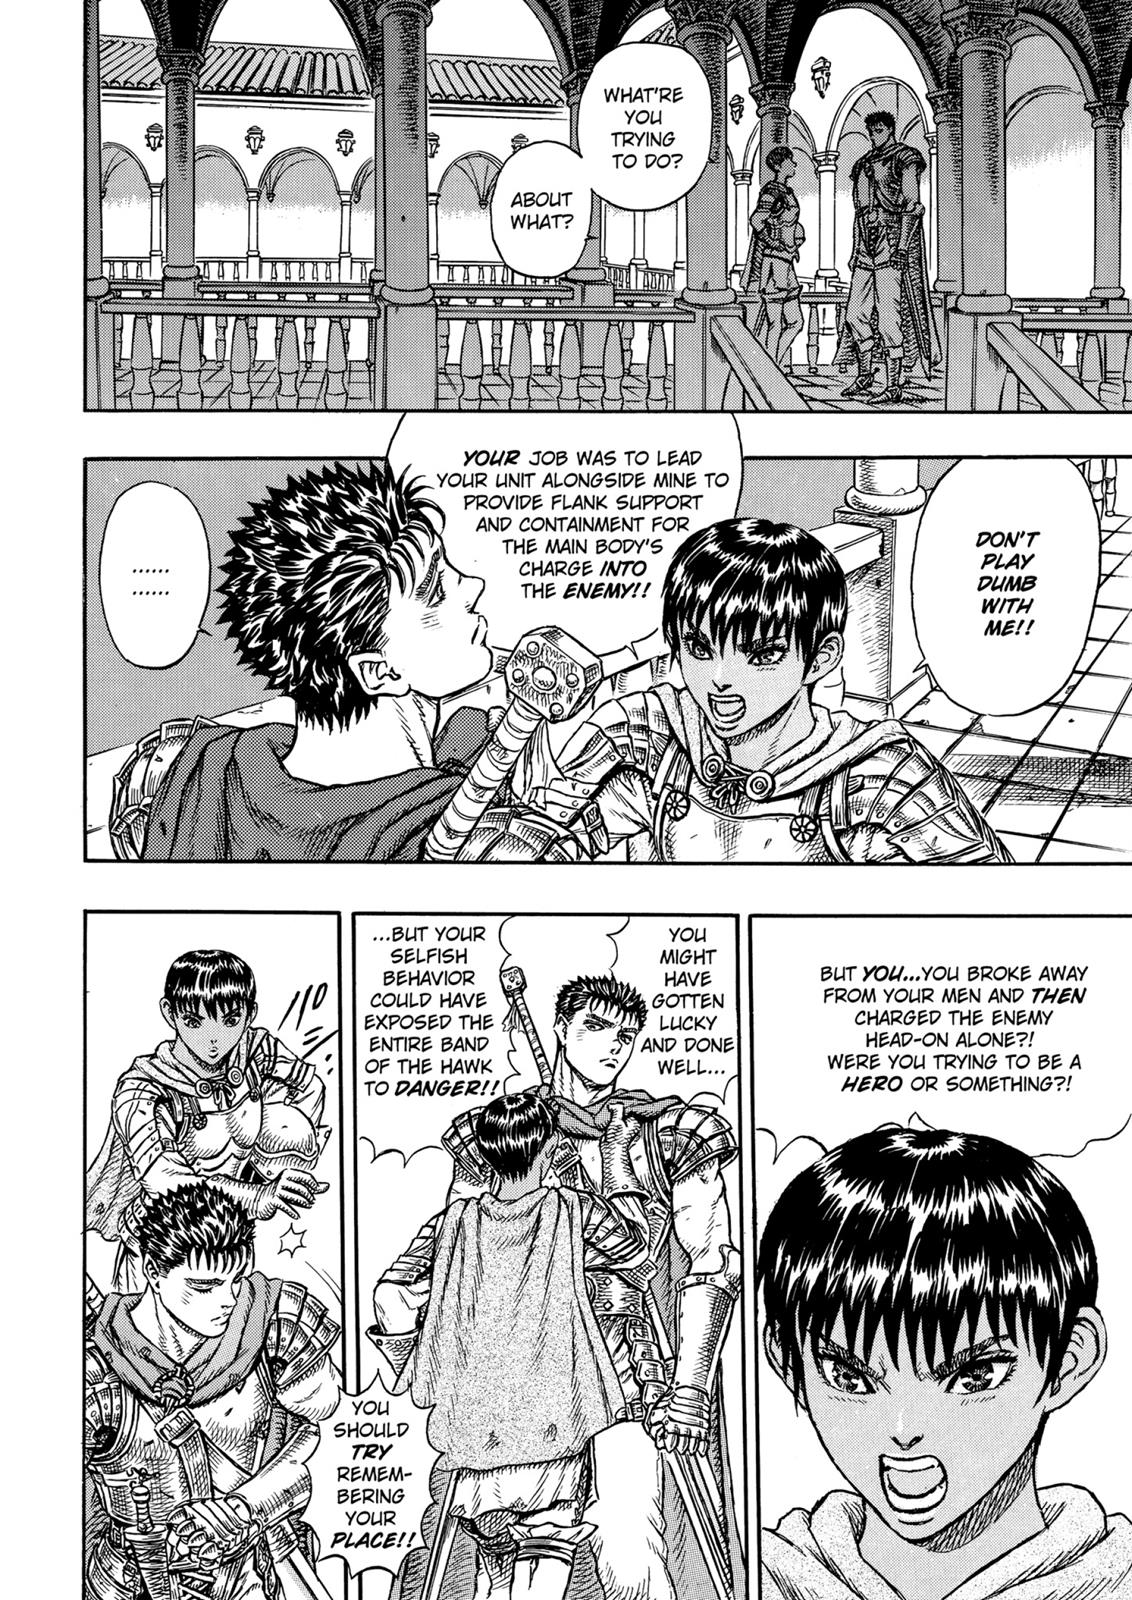 WHAT'RE
YOU
TRYING
TO DO?
ABOUT
WHAT?
DON'T
PLAY
DUMB
WITH
ME!!
YOUR JOB WAS TO LEAD
YOUR UNIT ALONGSIDE MINE TO
PROVIDE FLANK SUPPORT
AND CONTAINMENT FOR
THE MAIN BODY'S
CHARGE INTO
THE ENEMY!!
......
......
BUT YOU...YOU BROKE AWAY
FROM YOUR MEN AND THEN
CHARGED THE ENEMY
HEAD-ON ALONE?!
WERE YOU TRYING TO BE A
HERO OR SOMETHING?!
YOU
MIGHT
HAVE
GOTTEN
LUCKY
AND DONE
WELL...
...BUT YOUR
SELFISH
BEHAVIOR
COULD HAVE
EXPOSED THE
ENTIRE BAND
OF THE HAWK
TO DANGER!!
YOU
SHOULD
TRY
REMEM-
BERING
YOUR
PLACE!!